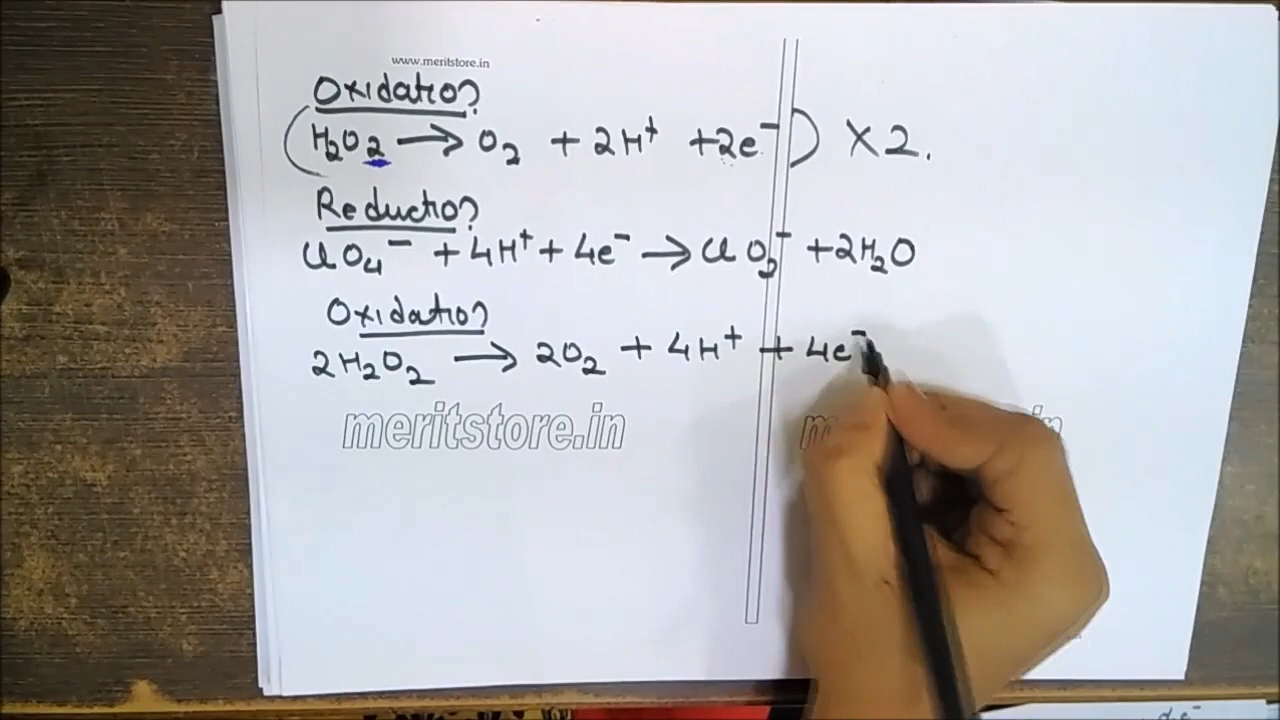 www.meritstore.in
Oxidation
(H₂O₂ → O₂ + 2H⁺ + 2e⁻) X 2.
Reduction
ClO₄⁻ + 4H⁺ + 4e⁻ → ClO₂⁻ + 2H₂O
Oxidation
2H₂O₂ → 2O₂ + 4H⁺ + 4e⁻
meritstore.in